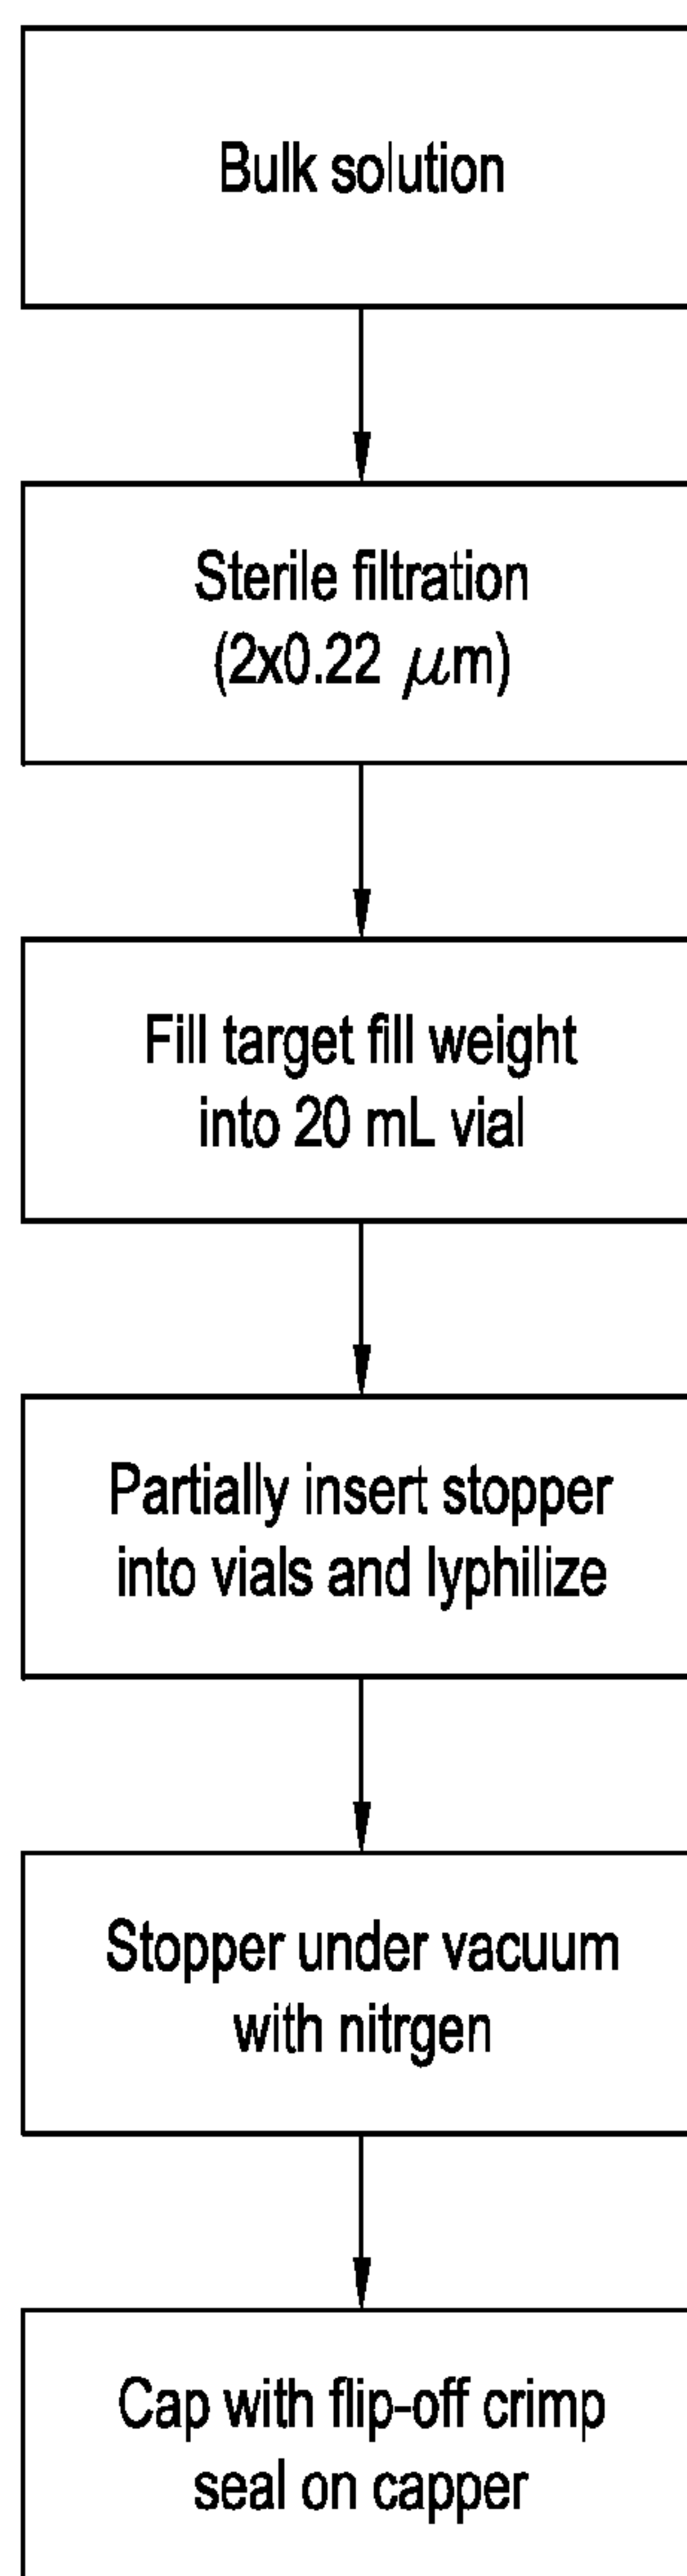 Bulk solution
Sterile filtration
(2x0.22 μm)
Fill target fill weight
into 20 mL vial
Partially insert stopper
into vials and lyphilize
Stopper under vacuum
with nitrgen
Cap with flip-off crimp
seal on capper